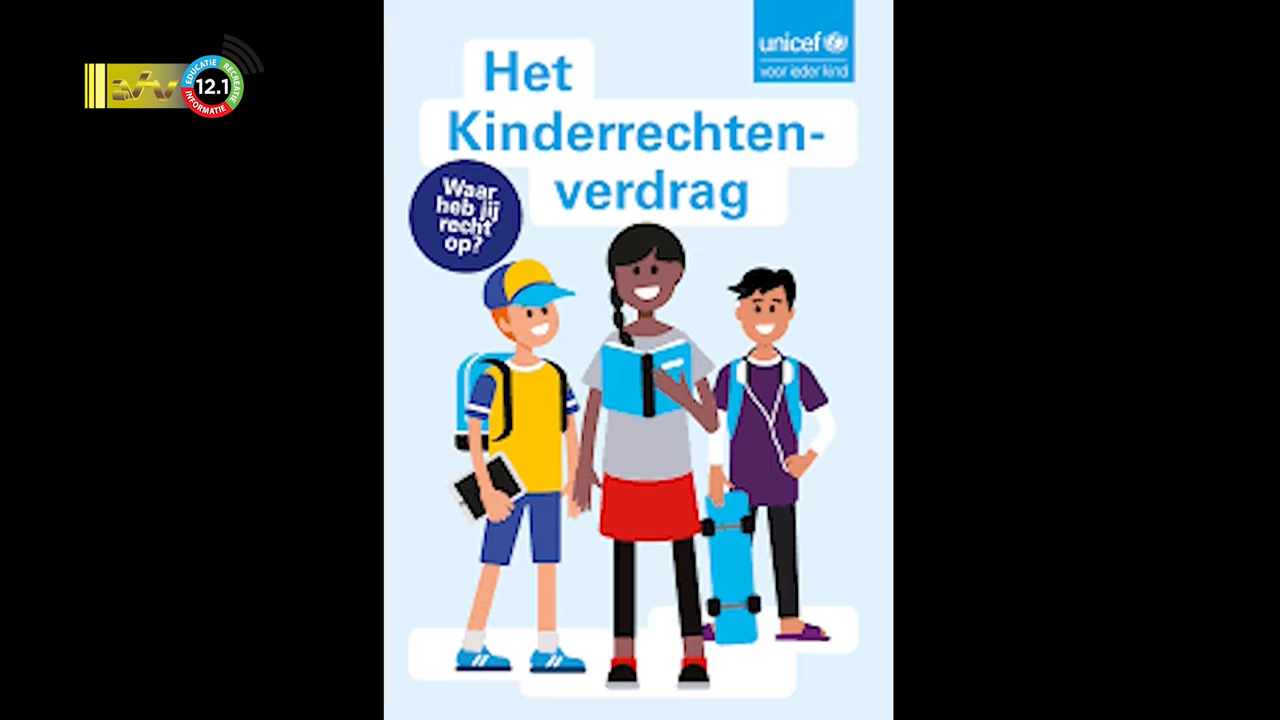 EDUCATIE
RECREATIE
INFORMATIE
12.1
unicef
voor ieder kind
Het
Kinderrechten-
verdrag
Waar
heb jij
recht
op?